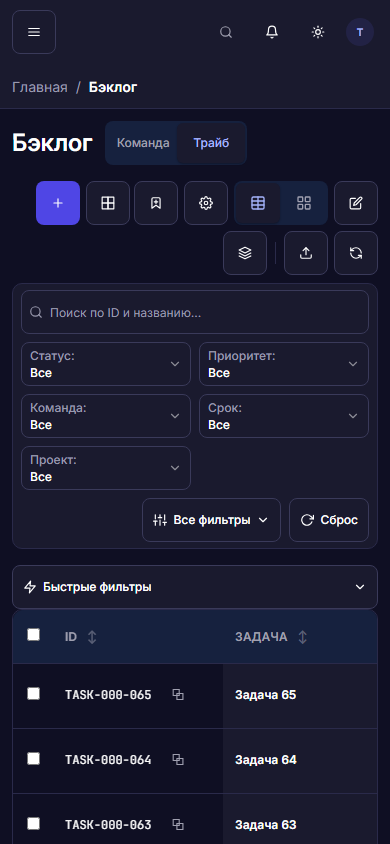 T
Главная / Бэклог
Бэклог
Команда Трайб
Поиск по ID и названию...
Статус: Приоритет:
Все Все
Команда: Срок:
Все Все
Проект:
Все
Все фильтры Сброс
Быстрые фильтры
ID ЗАДАЧА
TASK-000-065 Задача 65
TASK-000-064 Задача 64
TASK-000-063 Задача 63